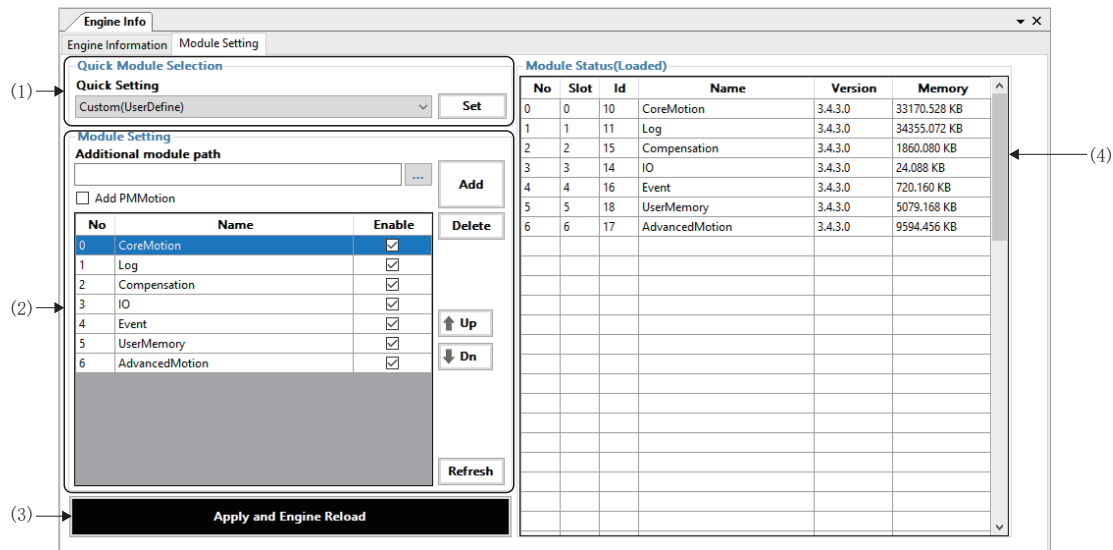 Engine Info
Engine Information Module Setting
(1)
Quick Module Selection
Quick Setting
Custom(UserDefine) Set
(2)
Module Setting
Additional module path
... Add
Add PMMotion
No Name Enable Delete
0 CoreMotion
1 Log
2 Compensation
3 IO
4 Event Up
5 UserMemory
6 AdvancedMotion Dn
Refresh
(3) Apply and Engine Reload
Module Status(Loaded)
No Slot Id Name Version Memory
0 0 10 CoreMotion 3.4.3.0 33170.528 KB
1 1 11 Log 3.4.3.0 34355.072 KB
2 2 15 Compensation 3.4.3.0 1860.080 KB
3 3 14 IO 3.4.3.0 24.088 KB
4 4 16 Event 3.4.3.0 720.160 KB
5 5 18 UserMemory 3.4.3.0 5079.168 KB
6 6 17 AdvancedMotion 3.4.3.0 9594.456 KB
(4)